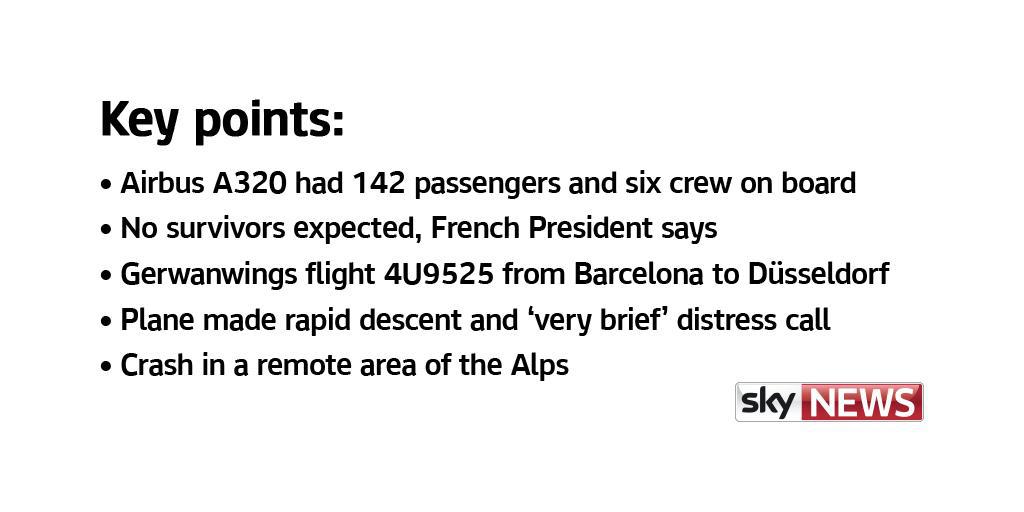 Key points:
• Airbus A320 had 142 passengers and six crew on board
• No survivors expected, French President says
• Gerwanwings flight 4U9525 from Barcelona to Düsseldorf
• Plane made rapid descent and ‘very brief’ distress call
• Crash in a remote area of the Alps
sky NEWS